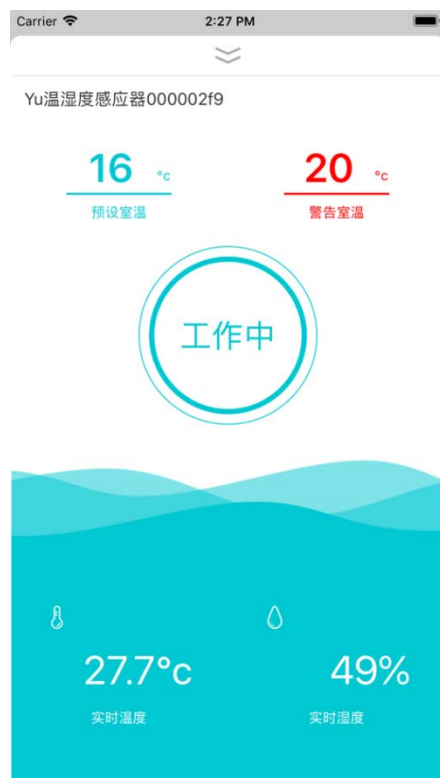 Carrier 2:27 PM
Yu温湿度感应器000002f9
16 °c 20 °c
预设室温 警告室温
工作中
27.7°c 49%
实时温度 实时湿度